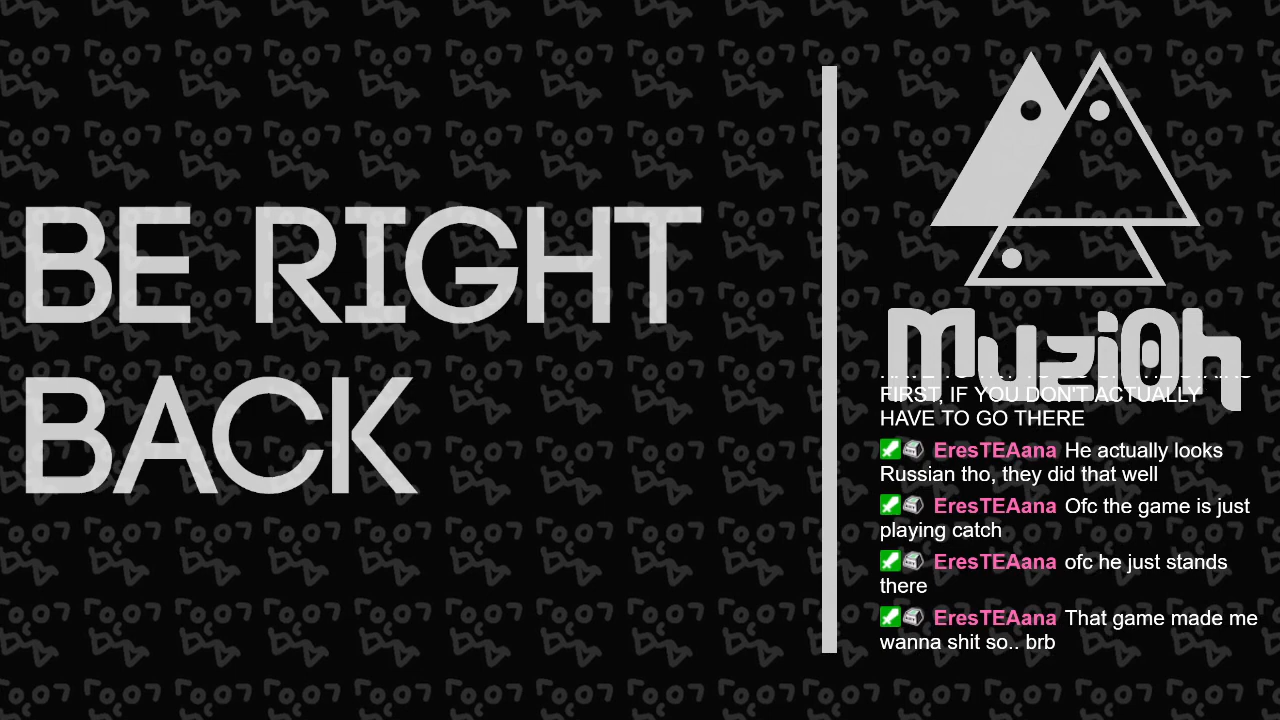 BE RIGHT
BACK
MuziOh
FIRST, IF YOU DON'T ACTUALLY
HAVE TO GO THERE
EresTEAana He actually looks
Russian tho, they did that well
EresTEAana Ofc the game is just
playing catch
EresTEAana ofc he just stands
there
EresTEAana That game made me
wanna shit so.. brb